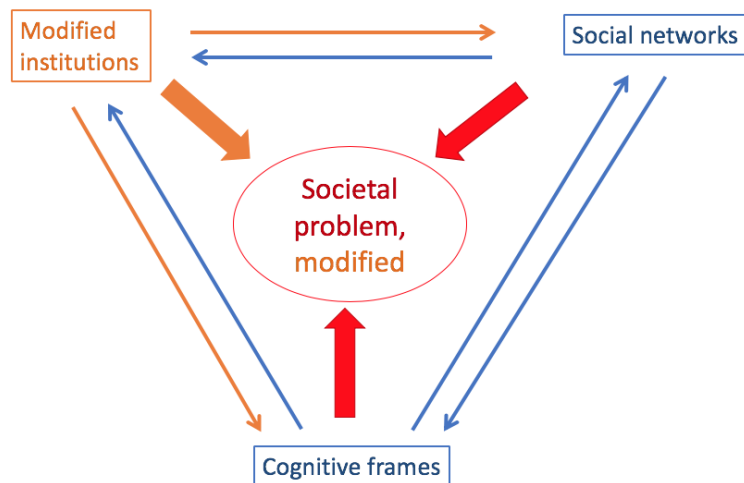 Modified
institutions
Social networks
Societal
problem,
modified
Cognitive frames